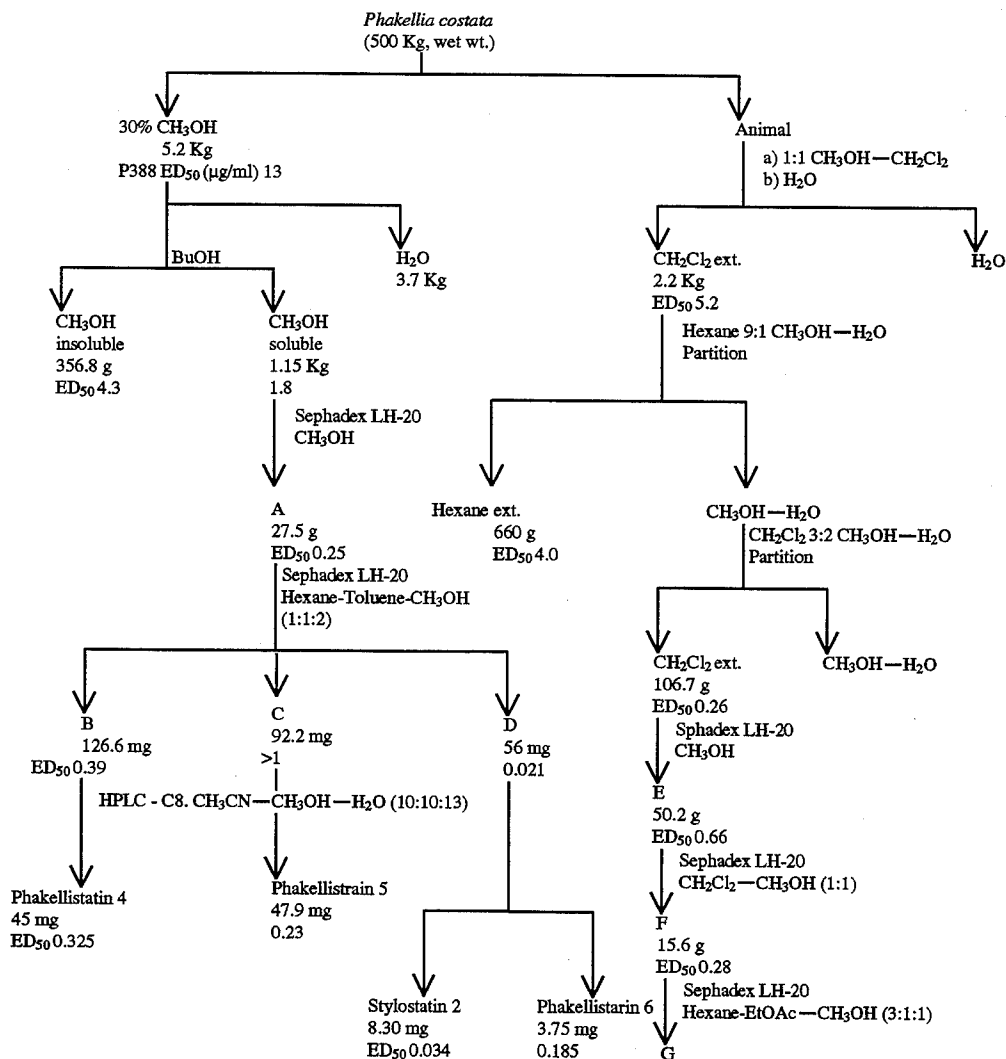 Phakellia costata
(500 Kg, wet wt.)
30% CH3OH
5.2 Kg
P388 ED50 (µg/ml) 13
Animal
a) 1:1 CH3OH—CH2Cl2
b) H2O
BuOH
H2O
3.7 Kg
CH2Cl2 ext.
2.2 Kg
ED50 5.2
H2O
CH3OH
insoluble
356.8 g
ED50 4.3
CH3OH
soluble
1.15 Kg
1.8
Hexane 9:1 CH3OH—H2O
Partition
Sephadex LH-20
CH3OH
A
27.5 g
ED50 0.25
Hexane ext.
660 g
ED50 4.0
CH3OH—H2O
CH2Cl2 3:2 CH3OH—H2O
Partition
Sephadex LH-20
Hexane-Toluene-CH3OH
(1:1:2)
CH2Cl2 ext.
106.7 g
ED50 0.26
CH3OH—H2O
B
126.6 mg
ED50 0.39
C
92.2 mg
>1
D
56 mg
0.021
Sphadex LH-20
CH3OH
HPLC - C8. CH3CN—CH3OH—H2O (10:10:13)
E
50.2 g
ED50 0.66
Sephadex LH-20
CH2Cl2—CH3OH (1:1)
Phakellistatin 4
45 mg
ED50 0.325
Phakellistrain 5
47.9 mg
0.23
F
15.6 g
ED50 0.28
Sephadex LH-20
Hexane-EtOAc—CH3OH (3:1:1)
Stylostatin 2
8.30 mg
ED50 0.034
Phakellistarin 6
3.75 mg
0.185
G